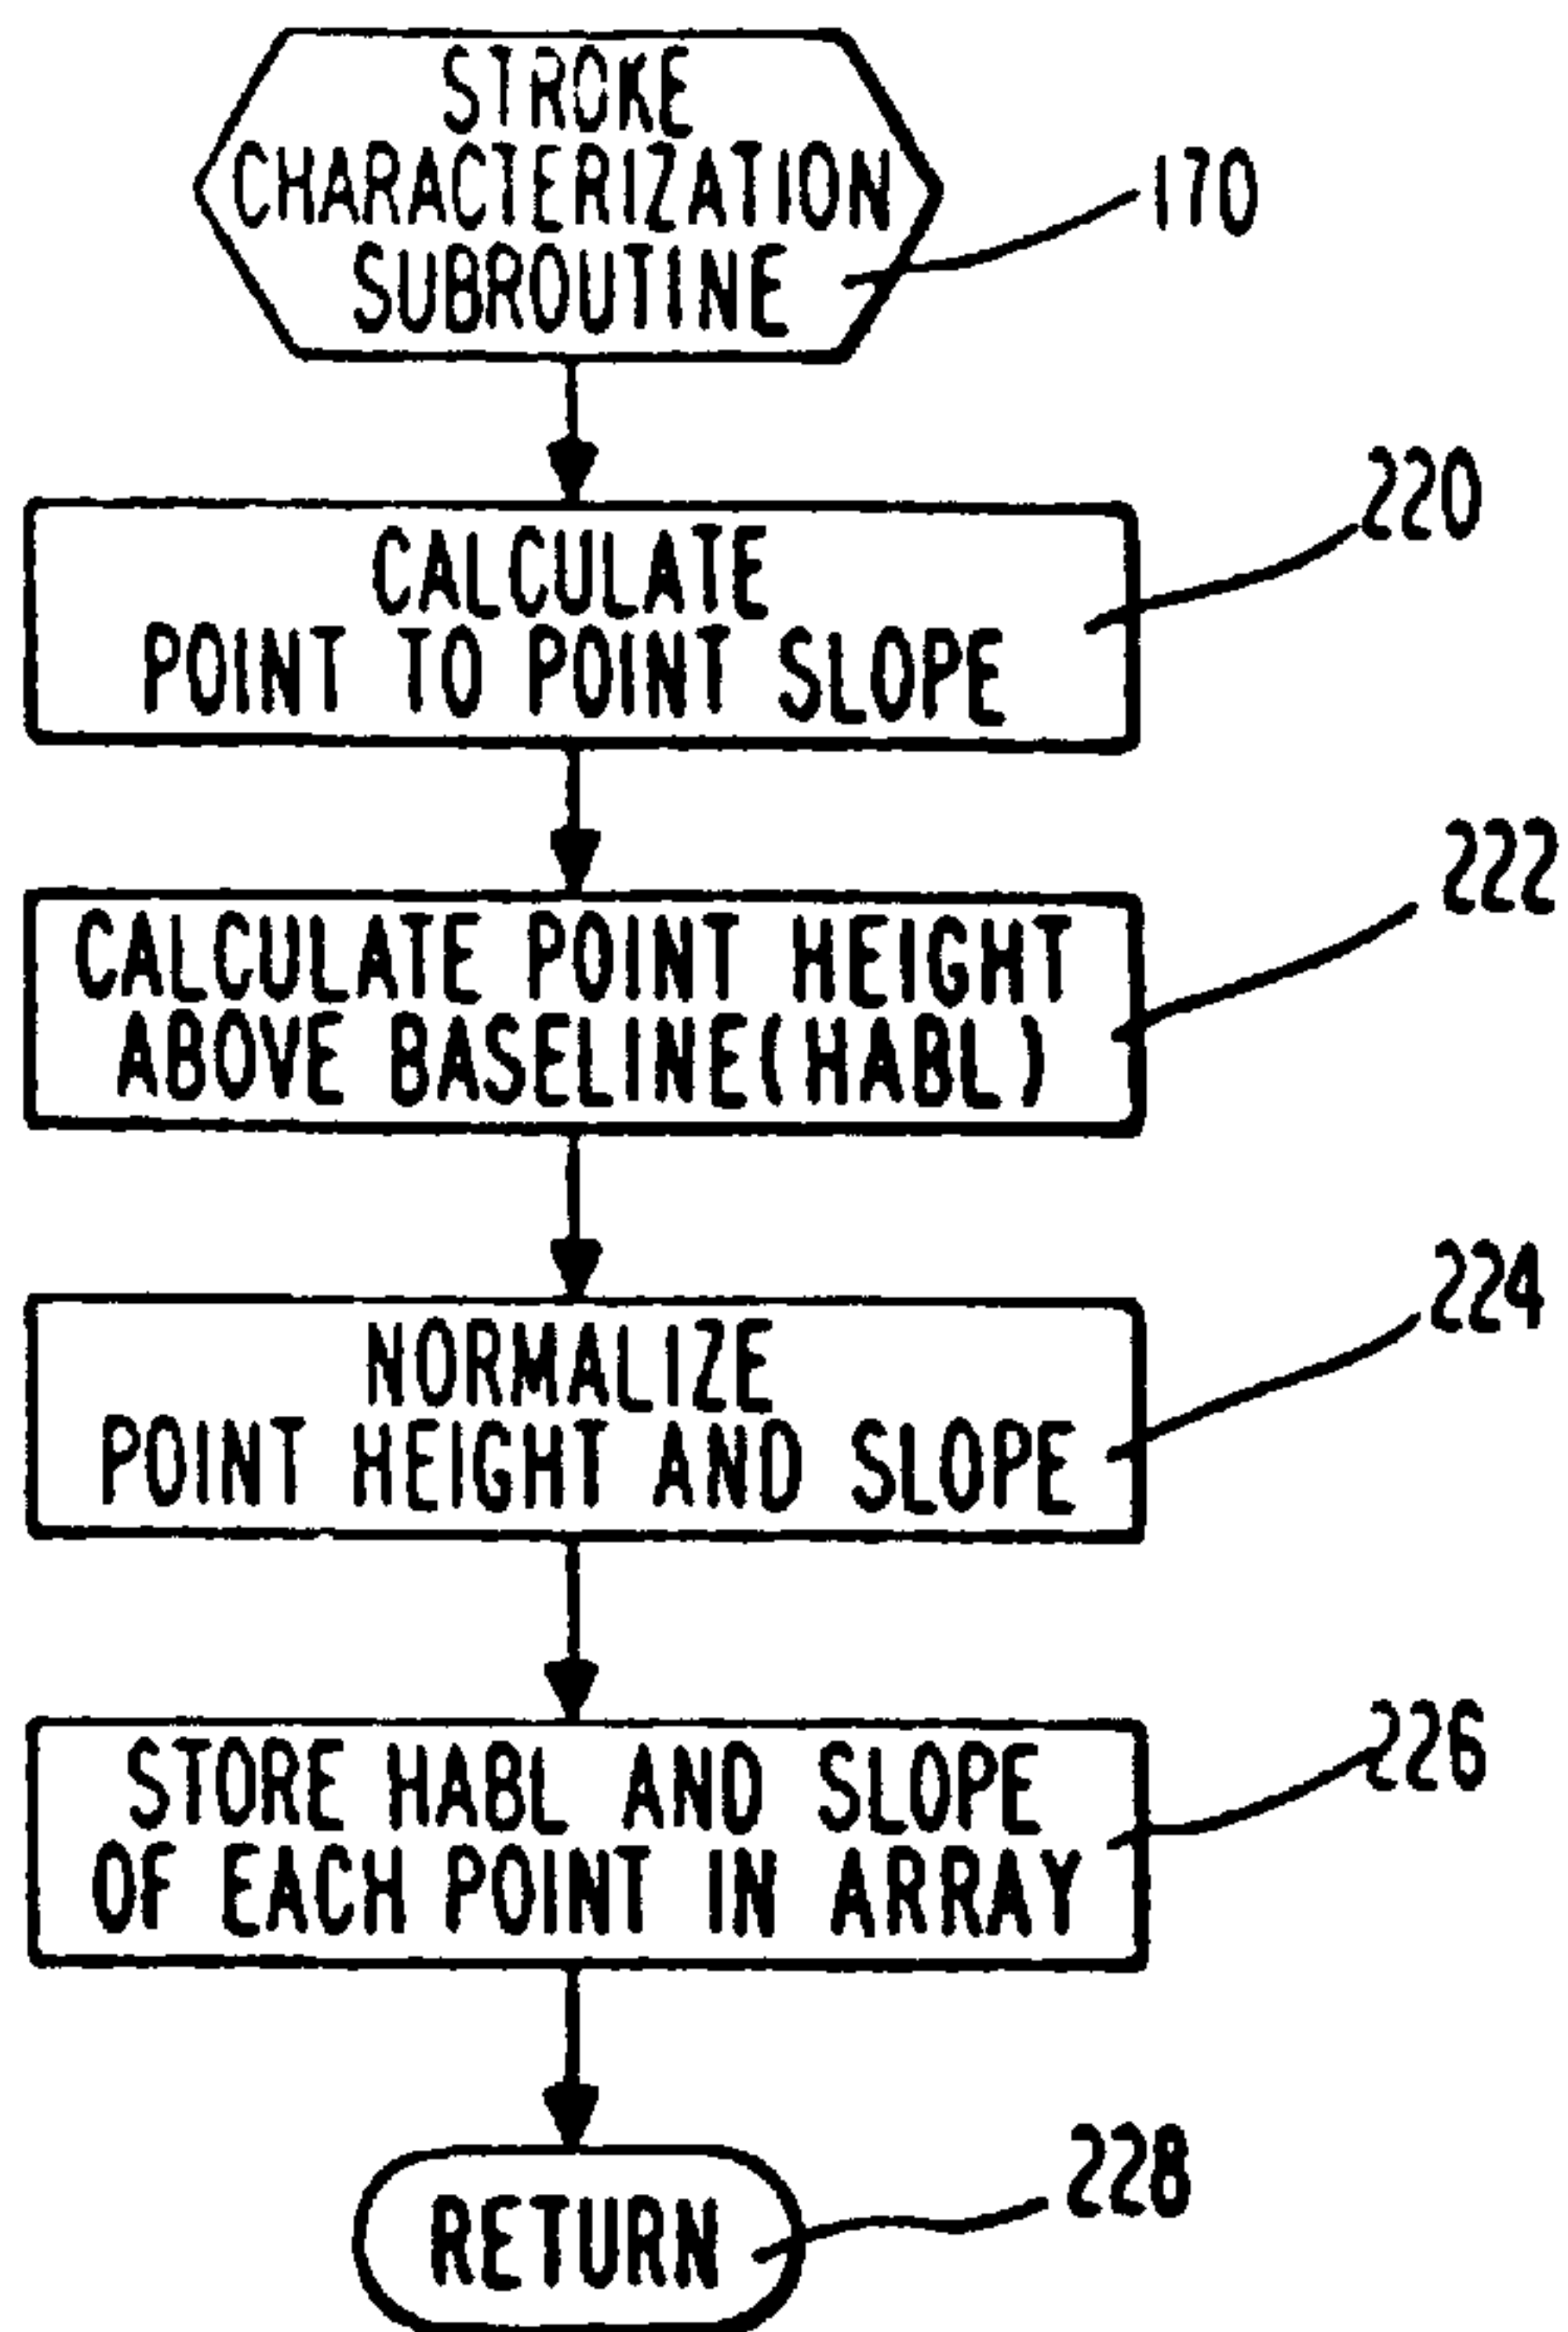 STROKE
CHARACTERIZATION
SUBROUTINE
170
220
CALCULATE
POINT TO POINT SLOPE
222
CALCULATE POINT HEIGHT
ABOVE BASELINE(HABL)
224
NORMALIZE
POINT HEIGHT AND SLOPE
226
STORE HABL AND SLOPE
OF EACH POINT IN ARRAY
228
RETURN